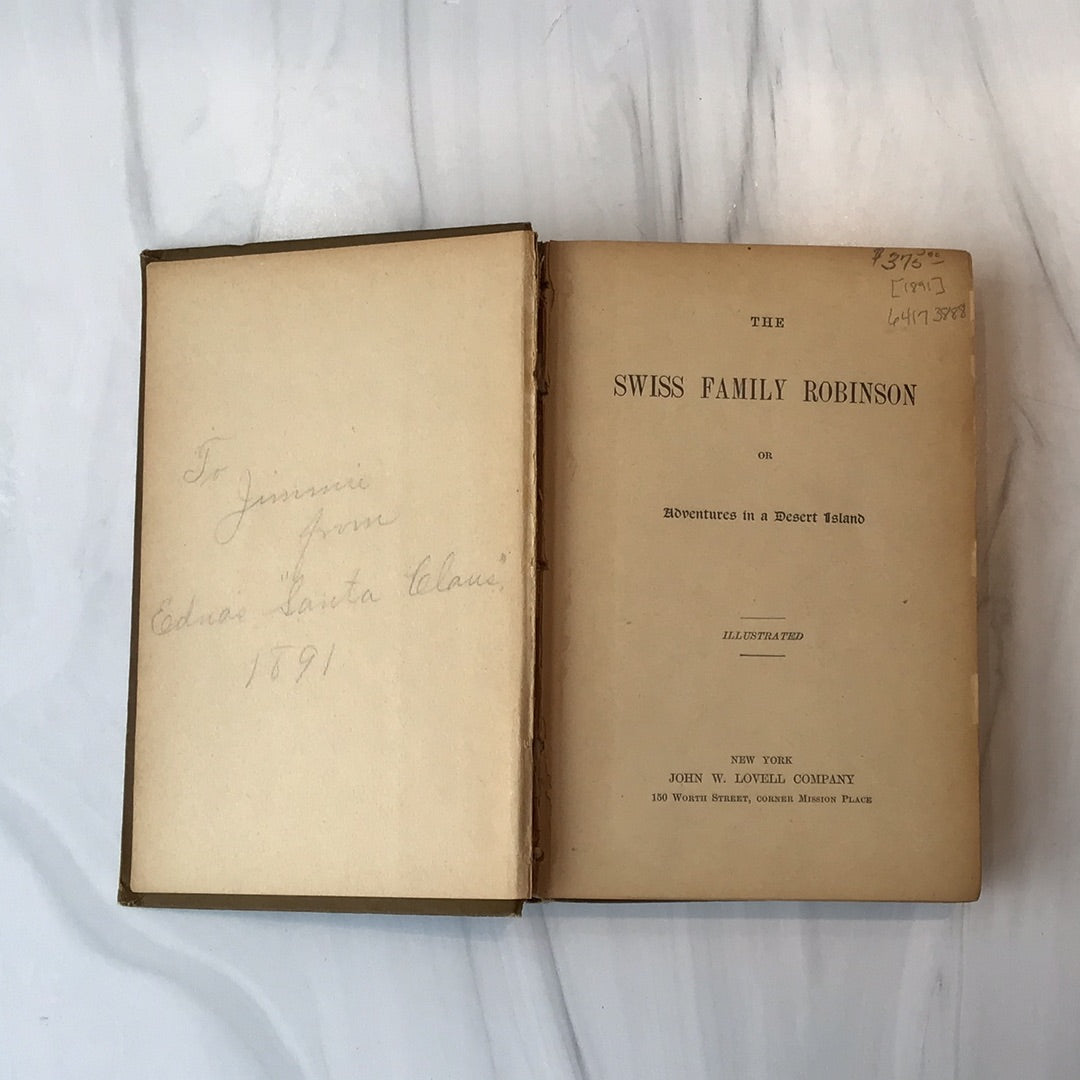 To
Jimmie
from
Ednas "Santa Claus"
1891
$375.00
[1891]
6417 3888
THE
SWISS FAMILY ROBINSON
OR
Adventures in a Desert Island
ILLUSTRATED
NEW YORK
JOHN W. LOVELL COMPANY
150 WORTH STREET, CORNER MISSION PLACE